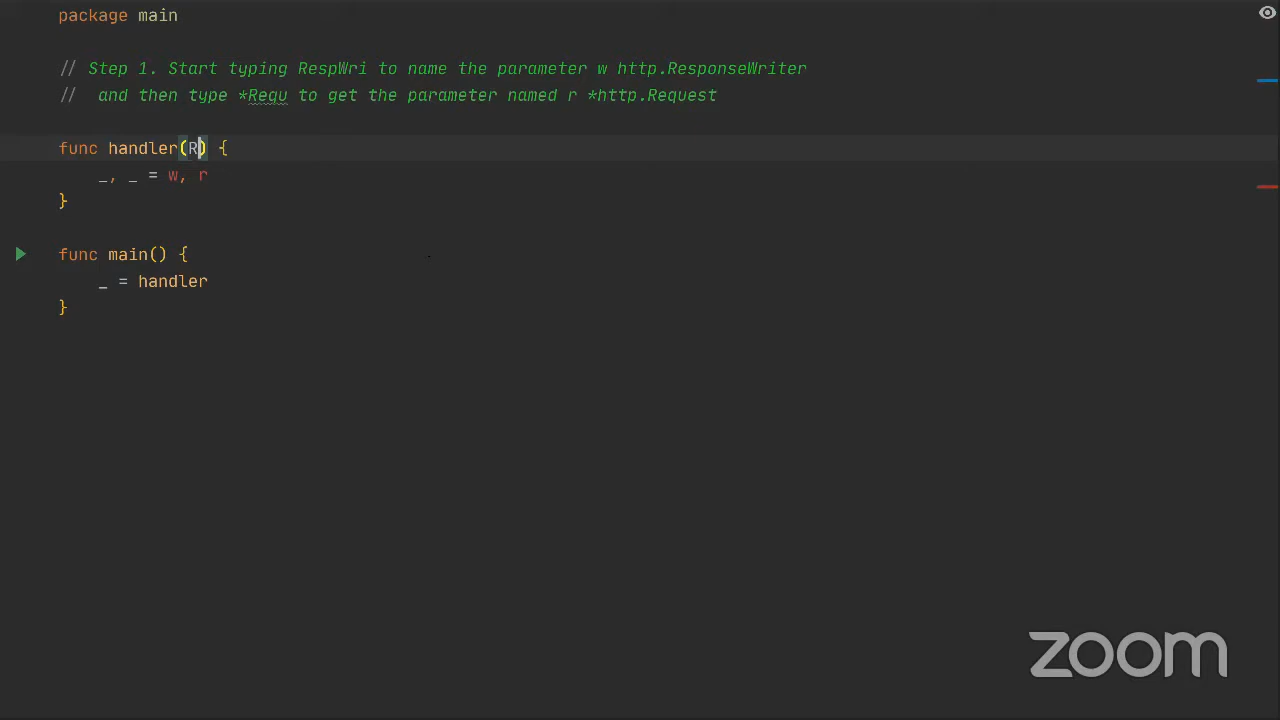 package main
// Step 1. Start typing RespWri to name the parameter w http.ResponseWriter
//  and then type *Requ to get the parameter named r *http.Request
func handler(R) {
    _, _ = w, r
}
func main() {
    _ = handler
}
zoom